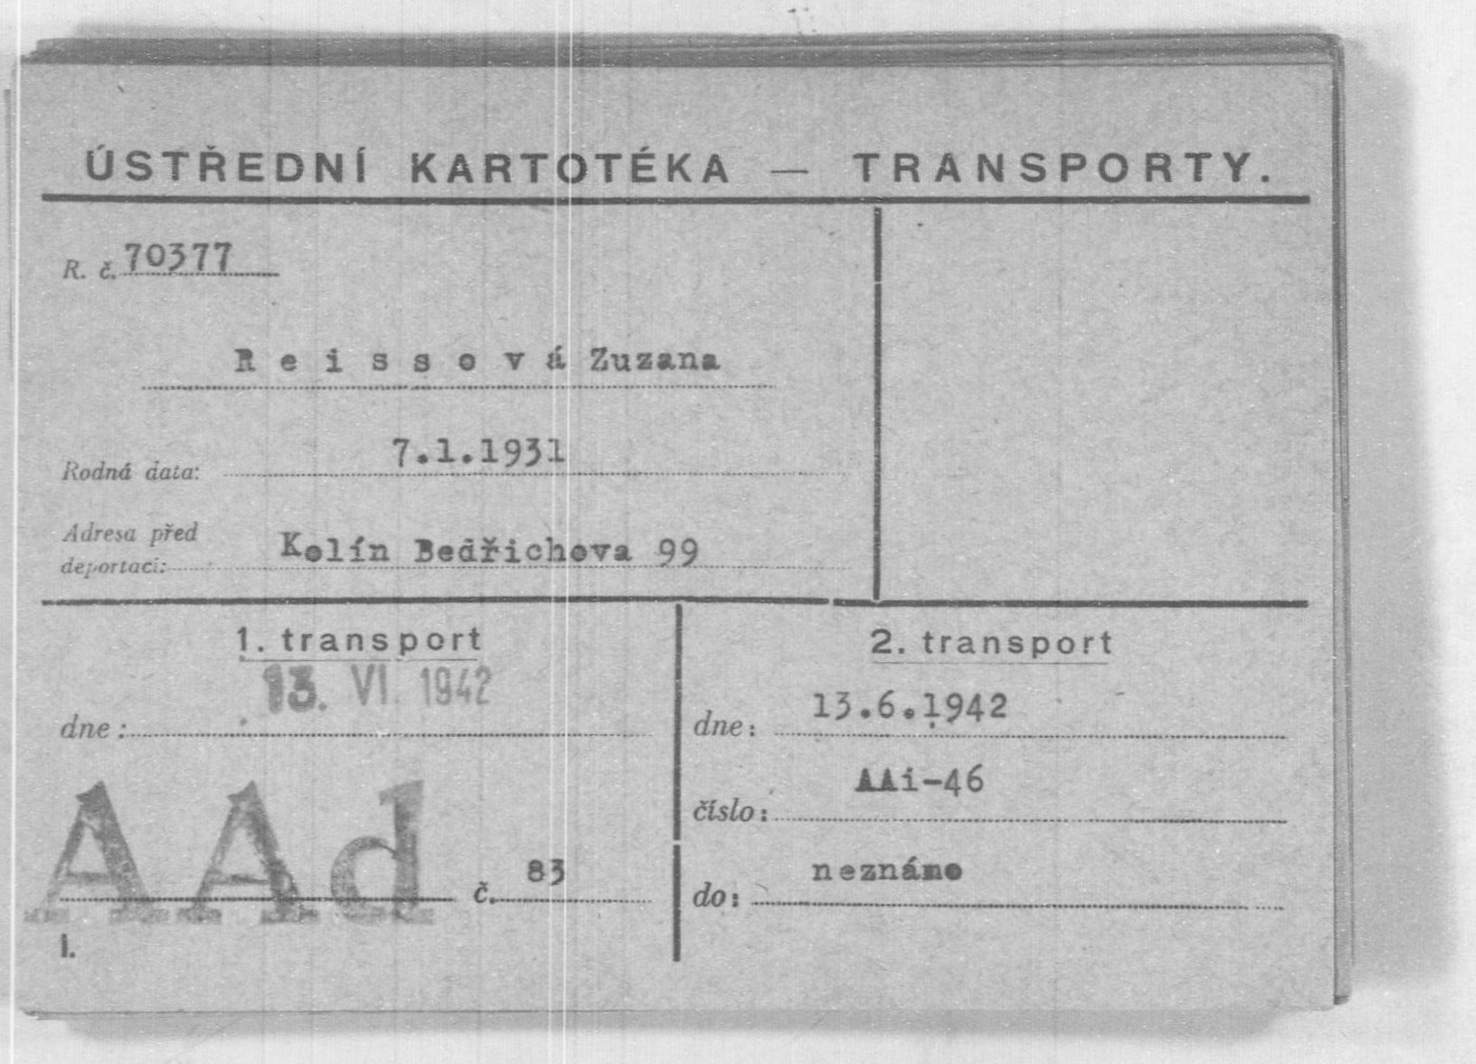 ÚSTŘEDNÍ KARTOTÉKA — TRANSPORTY.
R. č. 70377
Reissová Zuzana
Rodná data: 7.1.1931
Adresa před deportací: Kolín Bedřichova 99
1. transport
dne: 13. VI. 1942
AAd č. 83
I.
2. transport
dne: 13.6.1942
číslo: AAi-46
do: neznámo